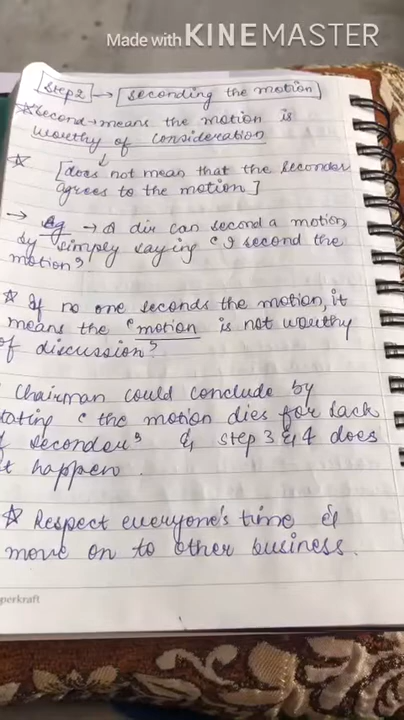 Made with KINEMASTER
Step 2 → [seconding the motion]
☆ Second → means the motion is
worthy of consideration
☆ ↓
[does not mean that the seconder
agrees to the motion]
→ eg → A dir can second a motion,
by simply saying "I second the
motion"
☆ If no one seconds the motion, it
means the "motion is not worthy
of discussion"
Chairman could conclude by
tating "the motion dies for lack
f seconder" & step 3 & 4 does
t happen.
☆ Respect everyone's time &
move on to other business.
perkraft